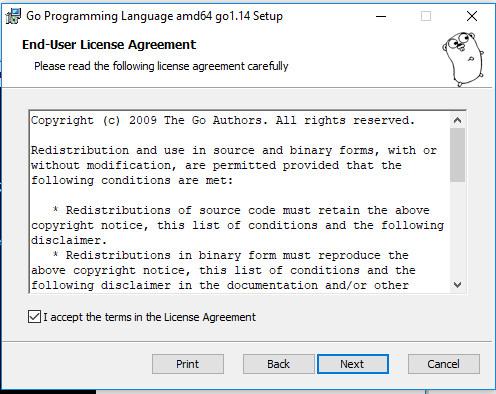 Go Programming Language amd64 go1.14 Setup
End-User License Agreement
Please read the following license agreement carefully
Copyright (c) 2009 The Go Authors. All rights reserved.
Redistribution and use in source and binary forms, with or
without modification, are permitted provided that the
following conditions are met:
* Redistributions of source code must retain the above
copyright notice, this list of conditions and the following
disclaimer.
* Redistributions in binary form must reproduce the
above copyright notice, this list of conditions and the
following disclaimer in the documentation and/or other
I accept the terms in the License Agreement
Print Back Next Cancel